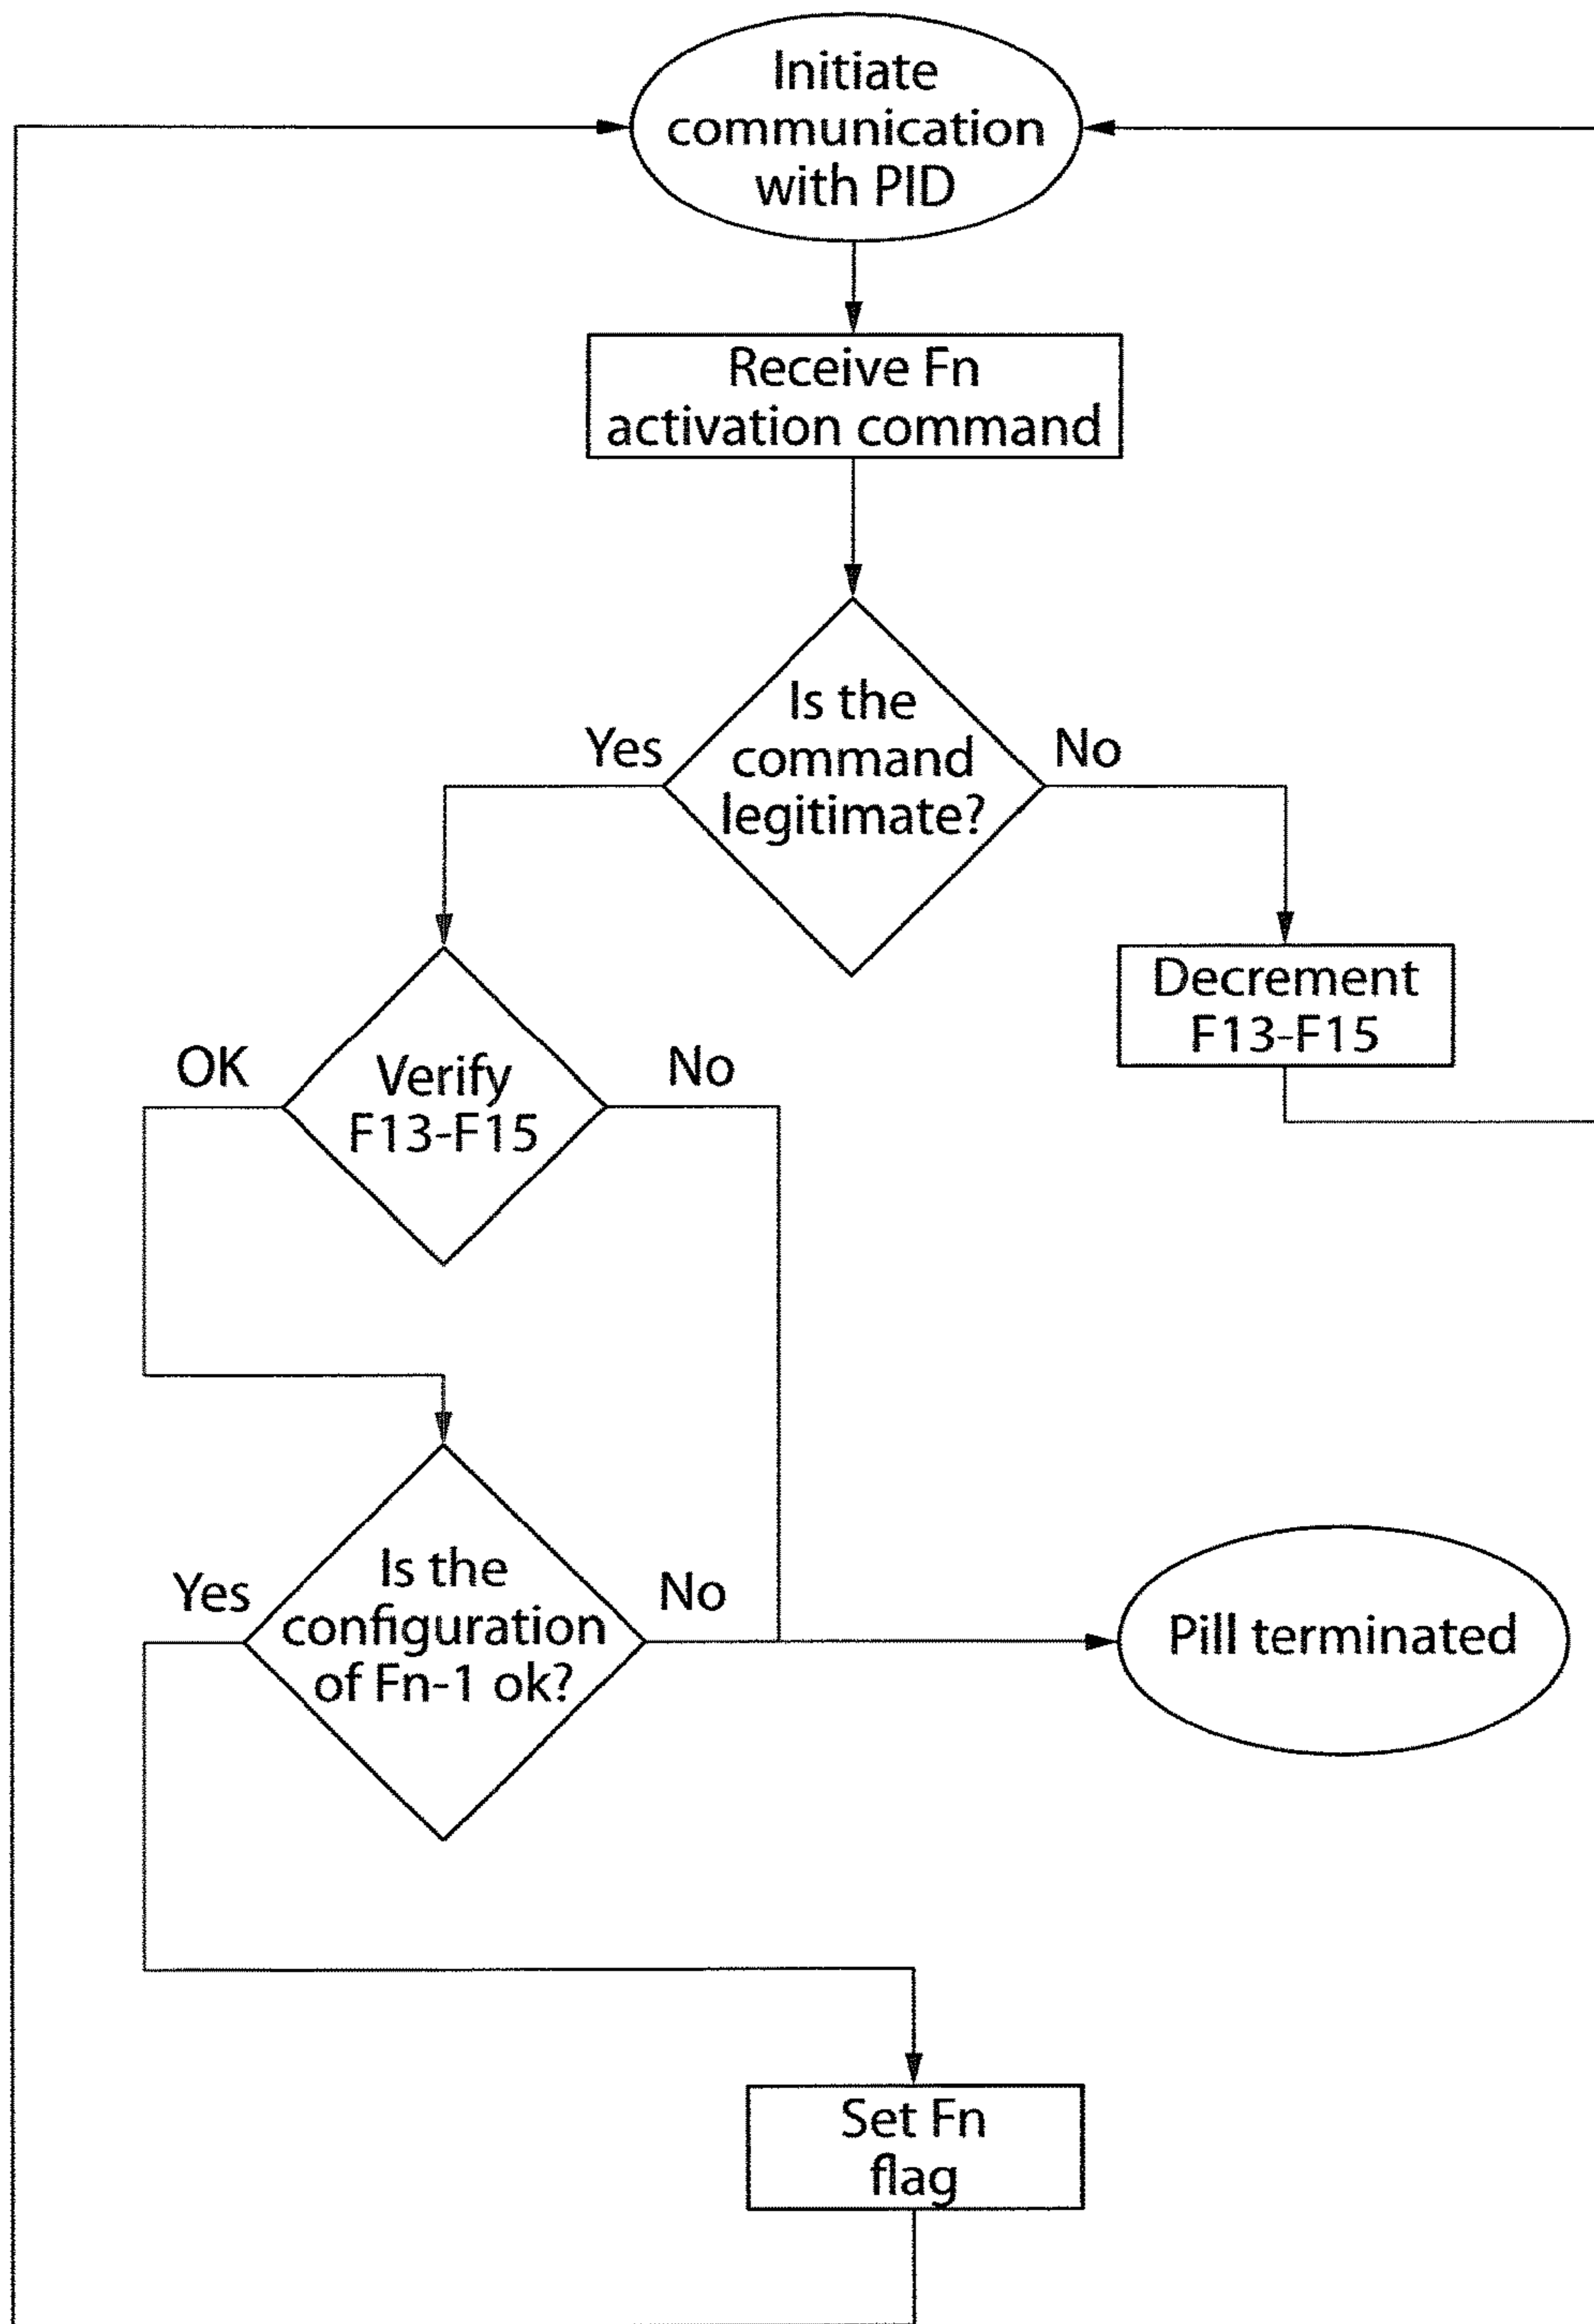 Initiate
communication
with PID
Receive Fn
activation command
Is the
command
legitimate?
Yes
No
Decrement
F13-F15
Verify
F13-F15
OK
No
Is the
configuration
of Fn-1 ok?
Yes
No
Pill terminated
Set Fn
flag